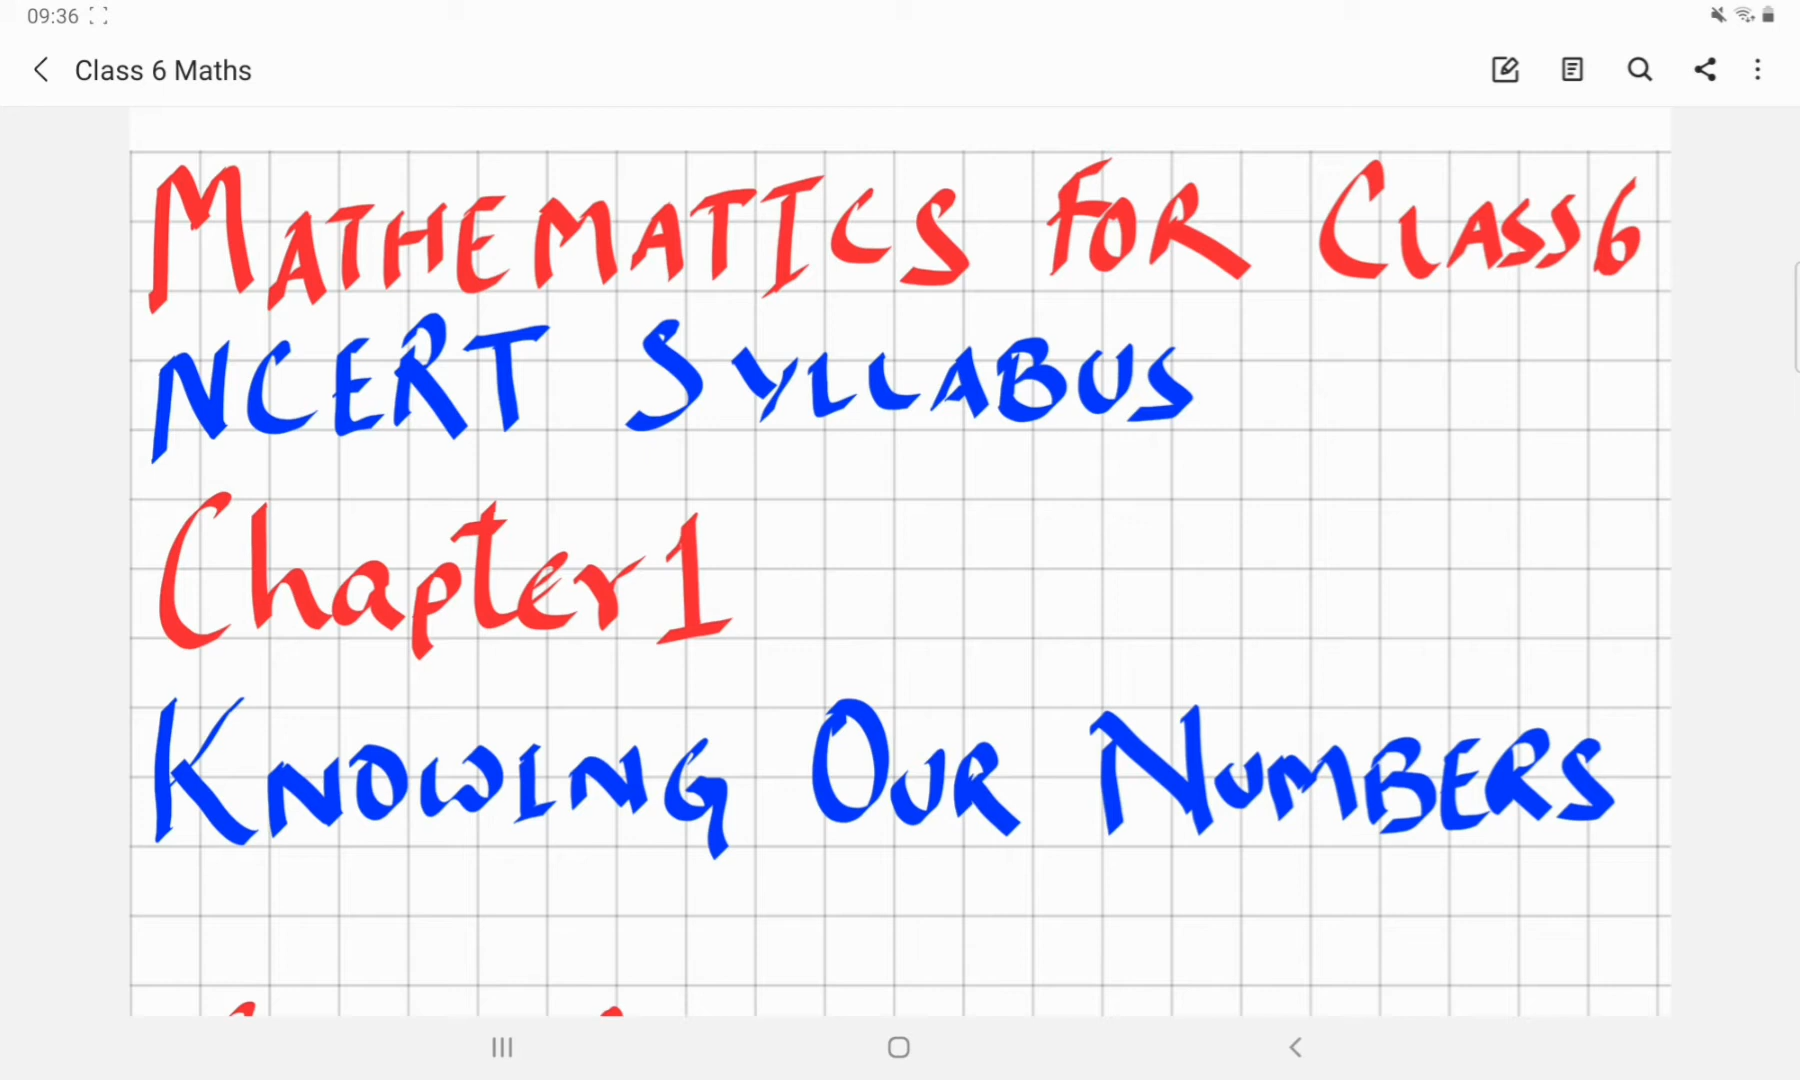 09:36
Class 6 Maths
MATHEMATICS FOR CLASS 6
NCERT SYLLABUS
Chapter 1
KNOWING OUR NUMBERS